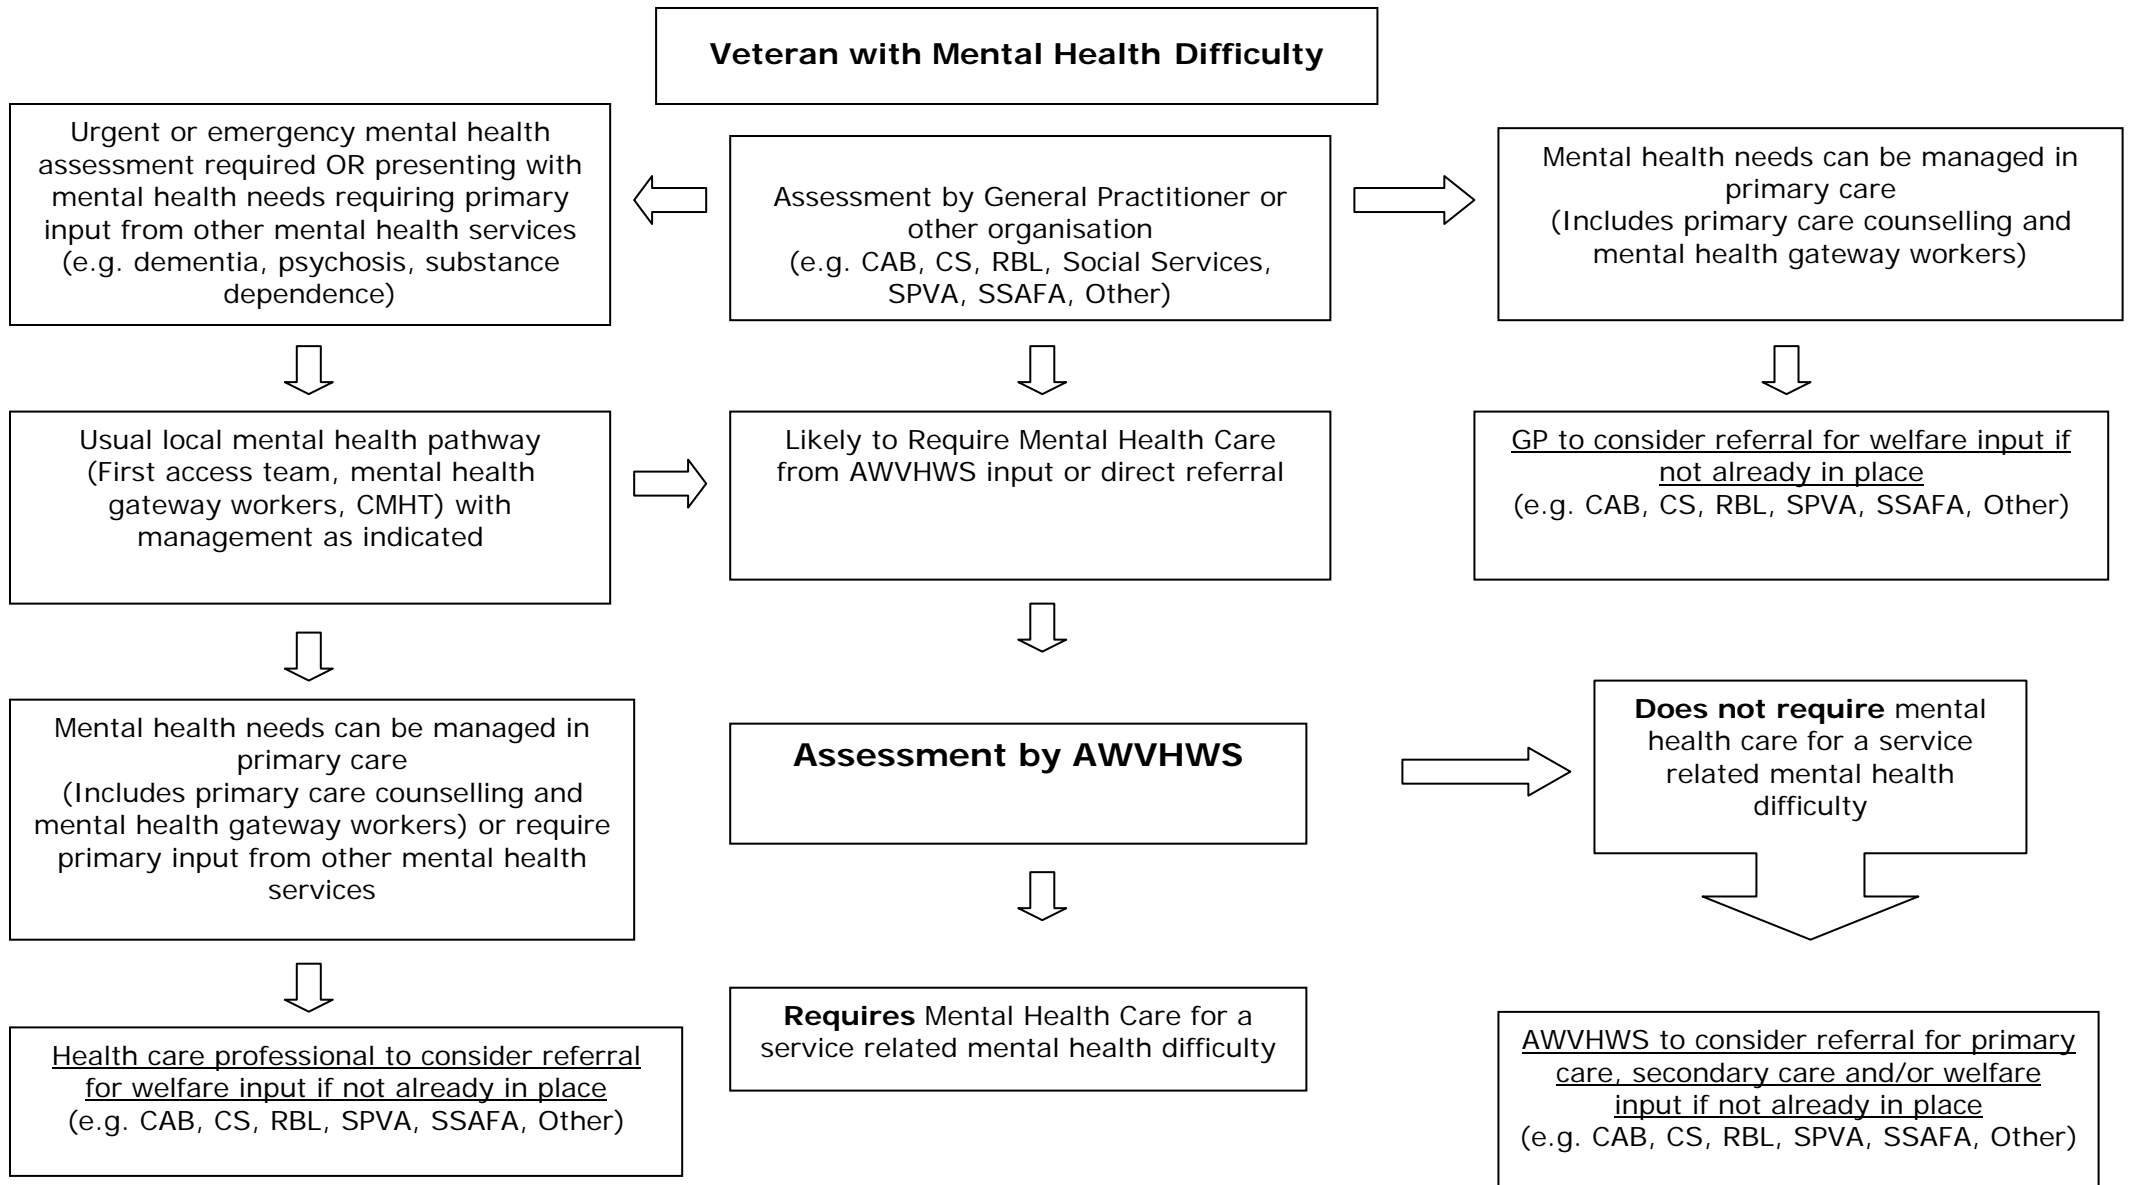 Veteran with Mental Health Difficulty
Urgent or emergency mental health
assessment required OR presenting with
mental health needs requiring primary
input from other mental health services
(e.g. dementia, psychosis, substance
dependence)
Assessment by General Practitioner or
other organisation
(e.g. CAB, CS, RBL, Social Services,
SPVA, SSAFA, Other)
Mental health needs can be managed in
primary care
(Includes primary care counselling and
mental health gateway workers)
Usual local mental health pathway
(First access team, mental health
gateway workers, CMHT) with
management as indicated
Likely to Require Mental Health Care
from AWVHWS input or direct referral
GP to consider referral for welfare input if
not already in place
(e.g. CAB, CS, RBL, SPVA, SSAFA, Other)
Mental health needs can be managed in
primary care
(Includes primary care counselling and
mental health gateway workers) or require
primary input from other mental health
services
Assessment by AWVHWS
Does not require mental
health care for a service
related mental health
difficulty
Health care professional to consider referral
for welfare input if not already in place
(e.g. CAB, CS, RBL, SPVA, SSAFA, Other)
Requires Mental Health Care for a
service related mental health difficulty
AWVHWS to consider referral for primary
care, secondary care and/or welfare
input if not already in place
(e.g. CAB, CS, RBL, SPVA, SSAFA, Other)